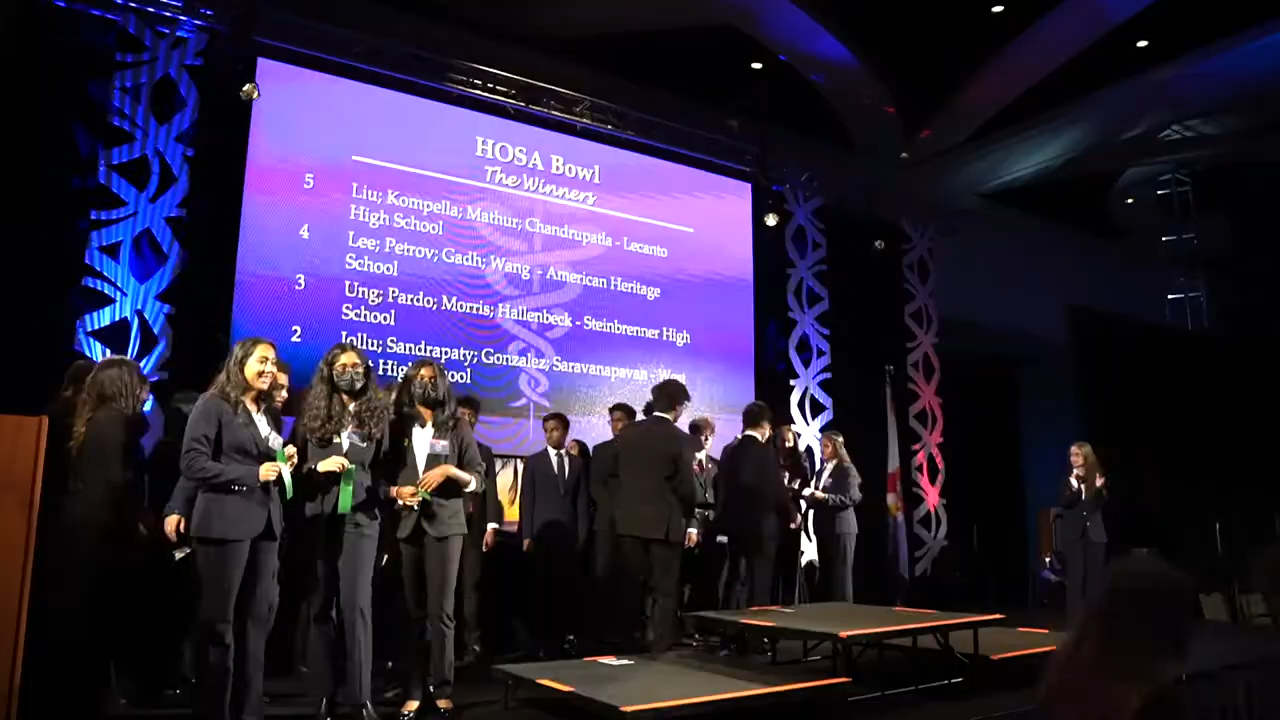 HOSA Bowl
The Winners
5 Liu; Kompella; Mathur; Chandrupatla - Lecanto
High School
4 Lee; Petrov; Gadh; Wang - American Heritage
School
3 Ung; Pardo; Morris; Hallenbeck - Steinbrenner High
School
2 Jollu; Sandrapaty; Gonzalez; Saravanapavan - West
High School